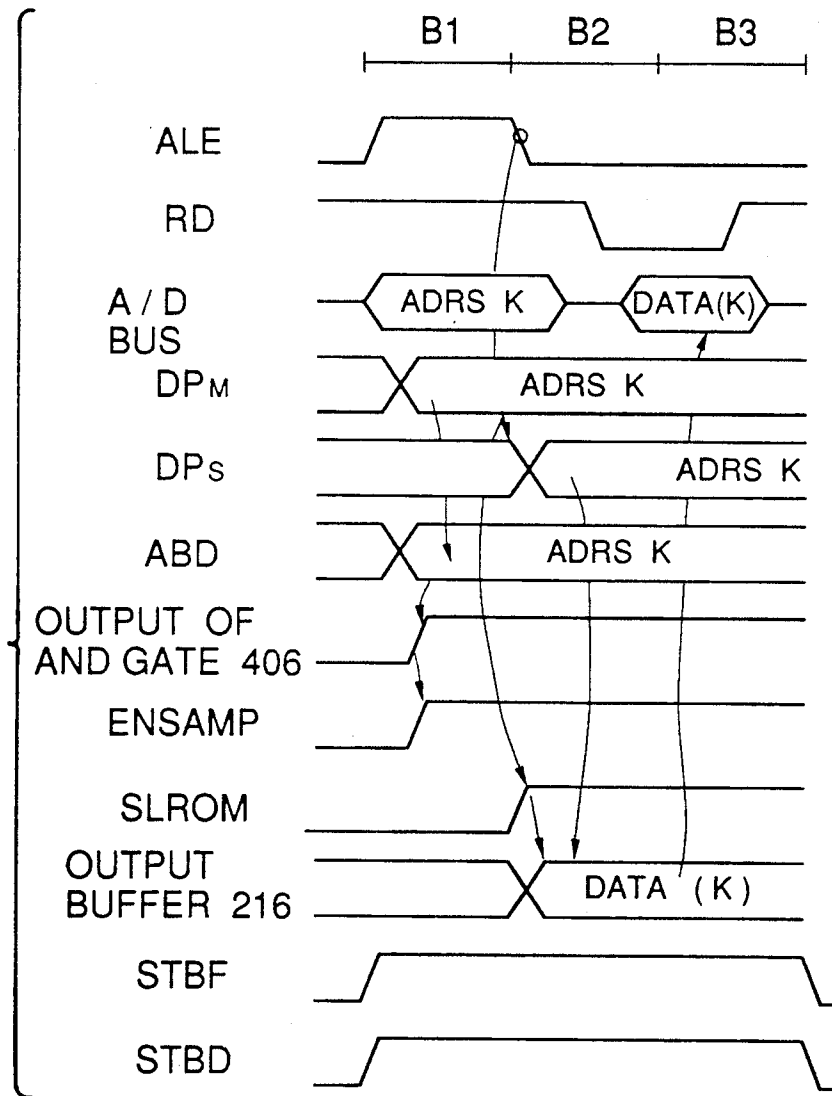 B1 B2 B3
ALE
RD
A / D
BUS
ADRS K
DATA(K)
DPM
ADRS K
DPS
ADRS K
ABD
ADRS K
OUTPUT OF
AND GATE 406
ENSAMP
SLROM
OUTPUT
BUFFER 216
DATA (K)
STBF
STBD